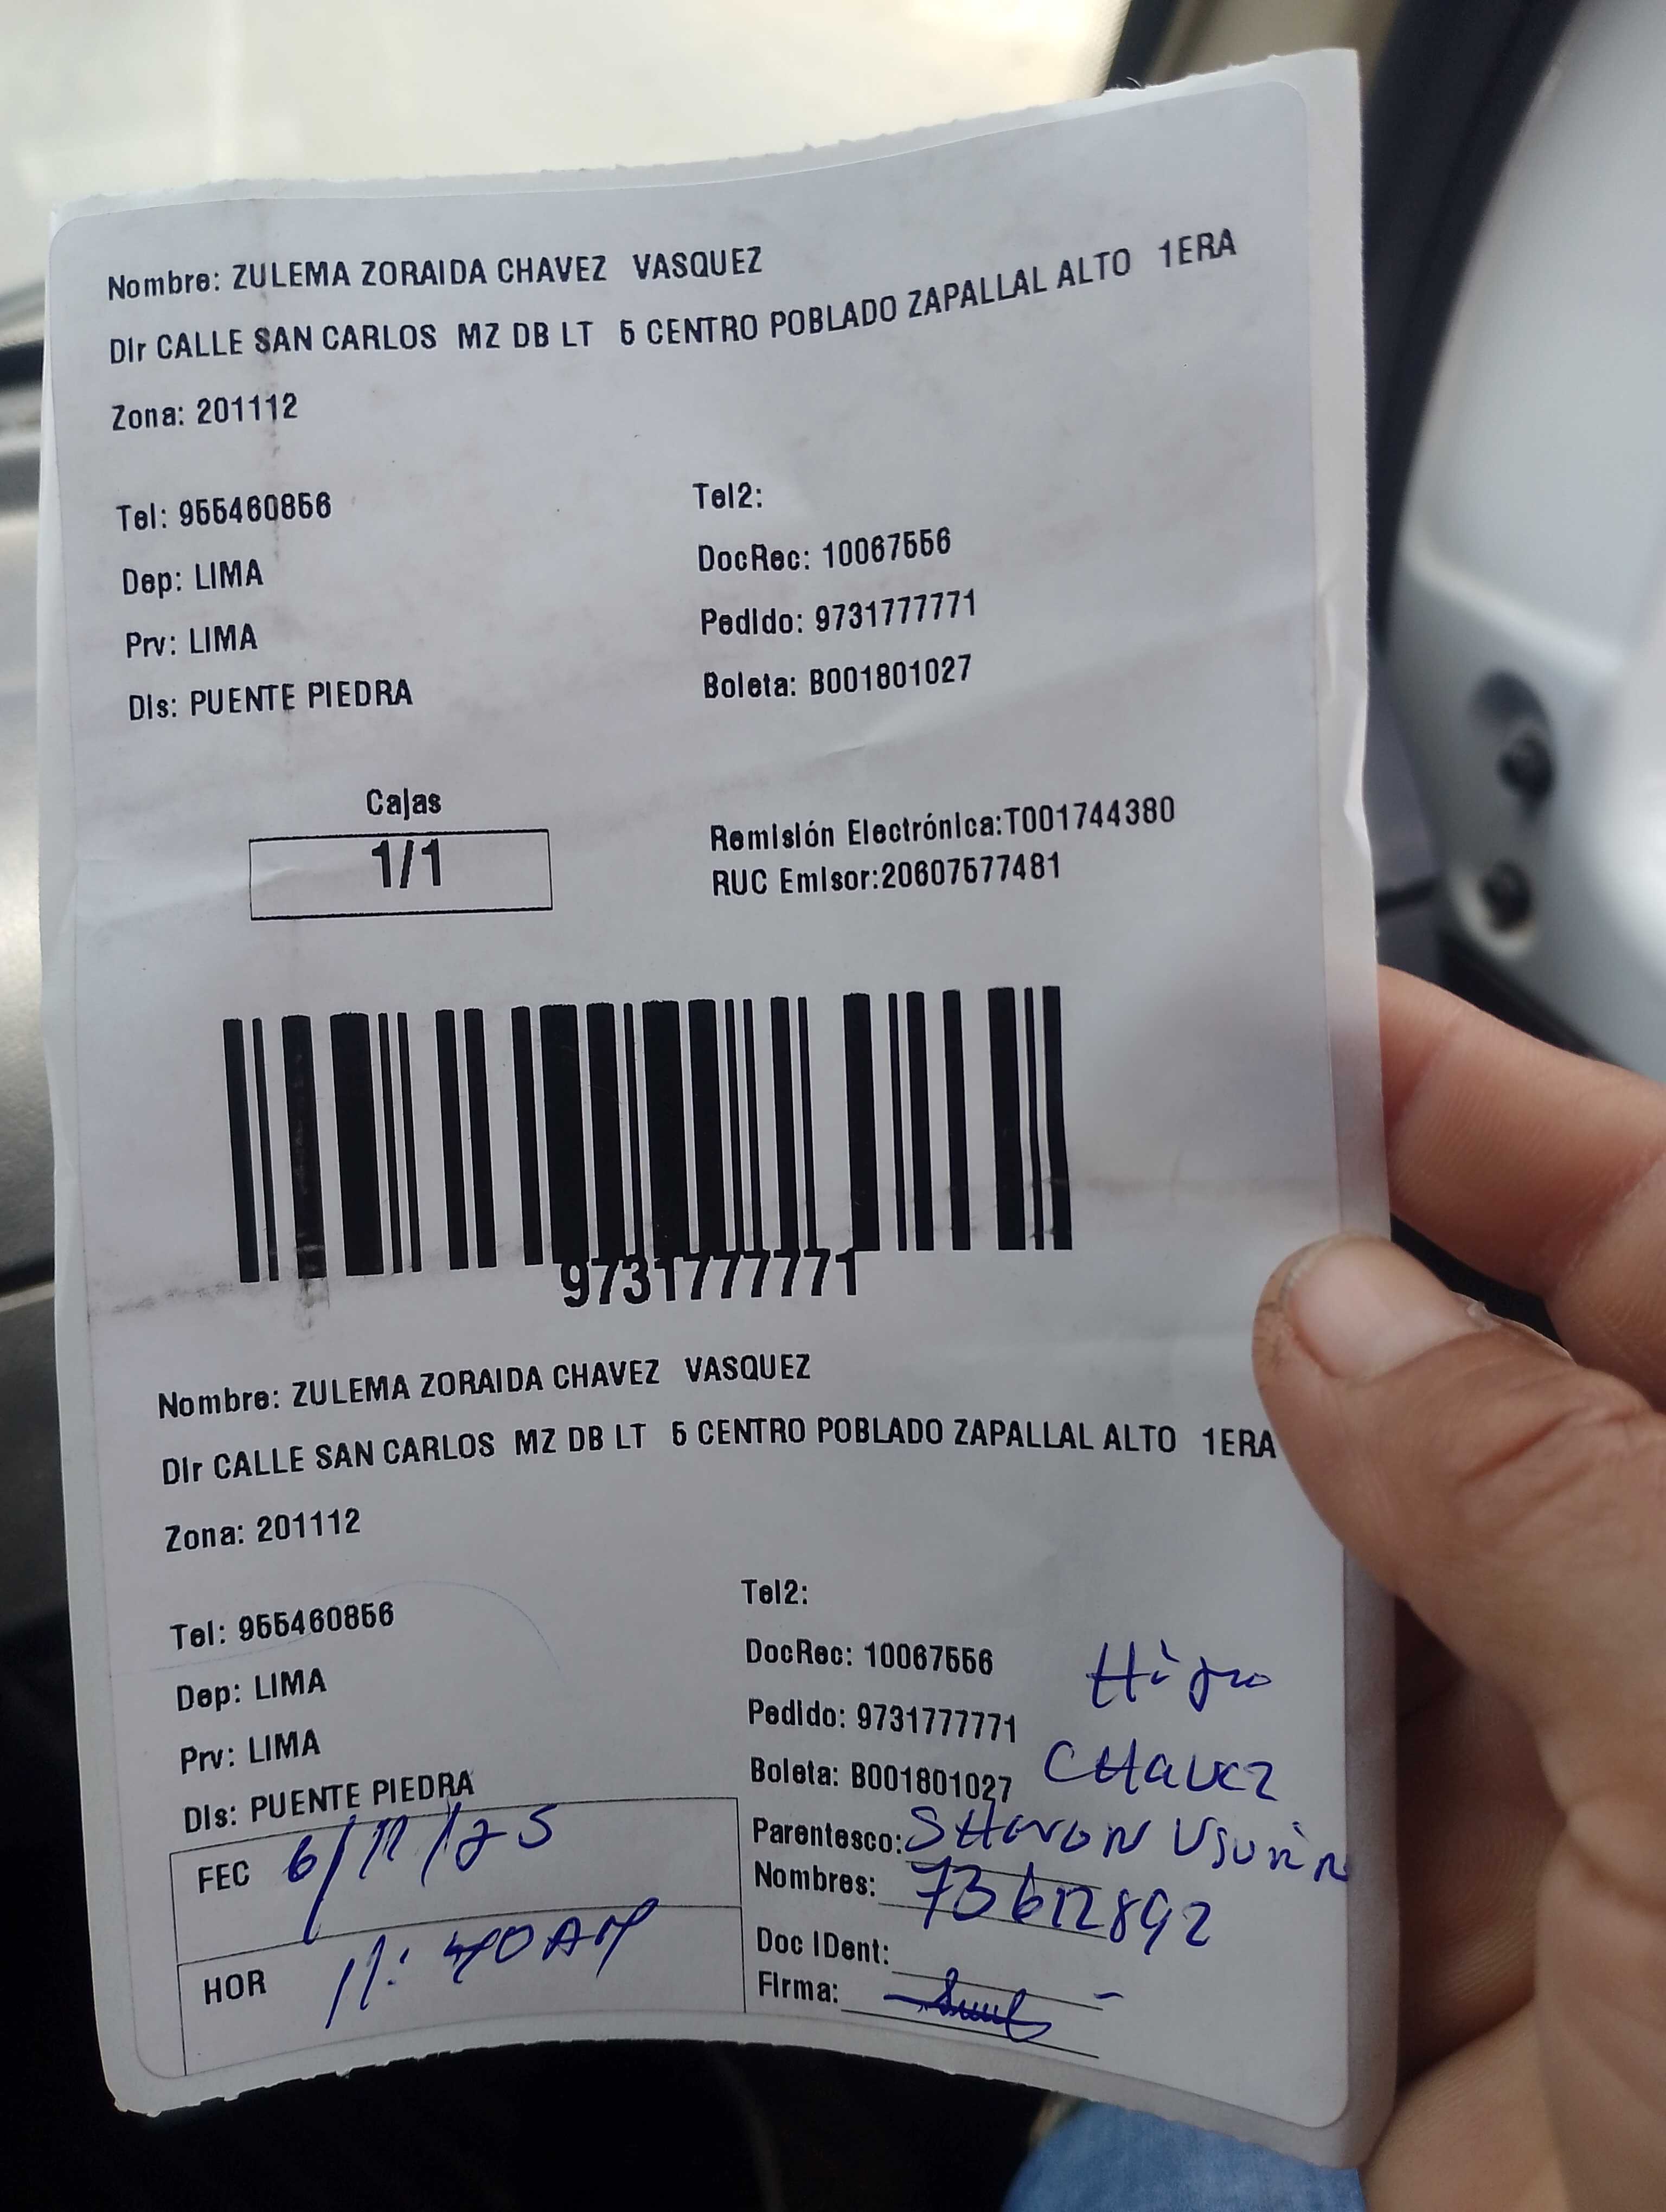 Nombre: ZULEMA ZORAIDA CHAVEZ VASQUEZ
Dir CALLE SAN CARLOS MZ DB LT 5 CENTRO POBLADO ZAPALLAL ALTO 1ERA
Zona: 201112
Tel: 955460856
Tel2:
Dep: LIMA
DocRec: 10067556
Prv: LIMA
Pedido: 9731777771
Dis: PUENTE PIEDRA
Boleta: B001801027
Cajas
1/1
Remisión Electrónica:T001744380
RUC Emisor:20607577481
9731777771
Nombre: ZULEMA ZORAIDA CHAVEZ VASQUEZ
Dir CALLE SAN CARLOS MZ DB LT 5 CENTRO POBLADO ZAPALLAL ALTO 1ERA
Zona: 201112
Tel: 955460856
Tel2:
Dep: LIMA
DocRec: 10067556
Prv: LIMA
Pedido: 9731777771
Dis: PUENTE PIEDRA
Boleta: B001801027
CHavez
Parentesco: SHARON
Nombres: 73612892
Doc IDent:
Firma:
FEC 6/11/25
HOR 11:40 AM